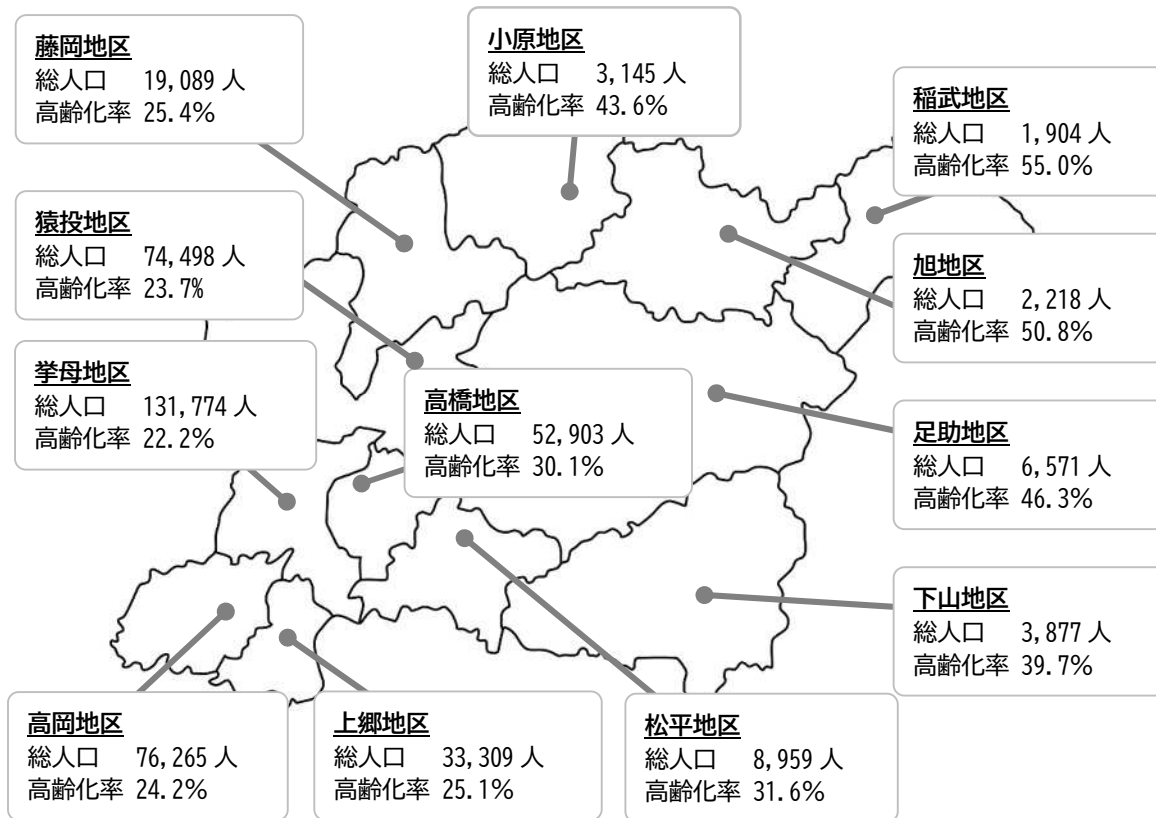 藤岡地区
総人口 19,089 人
高齢化率 25.4%
小原地区
総人口 3,145 人
高齢化率 43.6%
稲武地区
総人口 1,904 人
高齢化率 55.0%
猿投地区
総人口 74,498 人
高齢化率 23.7%
旭地区
総人口 2,218 人
高齢化率 50.8%
挙母地区
総人口 131,774 人
高齢化率 22.2%
高橋地区
総人口 52,903 人
高齢化率 30.1%
足助地区
総人口 6,571 人
高齢化率 46.3%
下山地区
総人口 3,877 人
高齢化率 39.7%
高岡地区
総人口 76,265 人
高齢化率 24.2%
上郷地区
総人口 33,309 人
高齢化率 25.1%
松平地区
総人口 8,959 人
高齢化率 31.6%